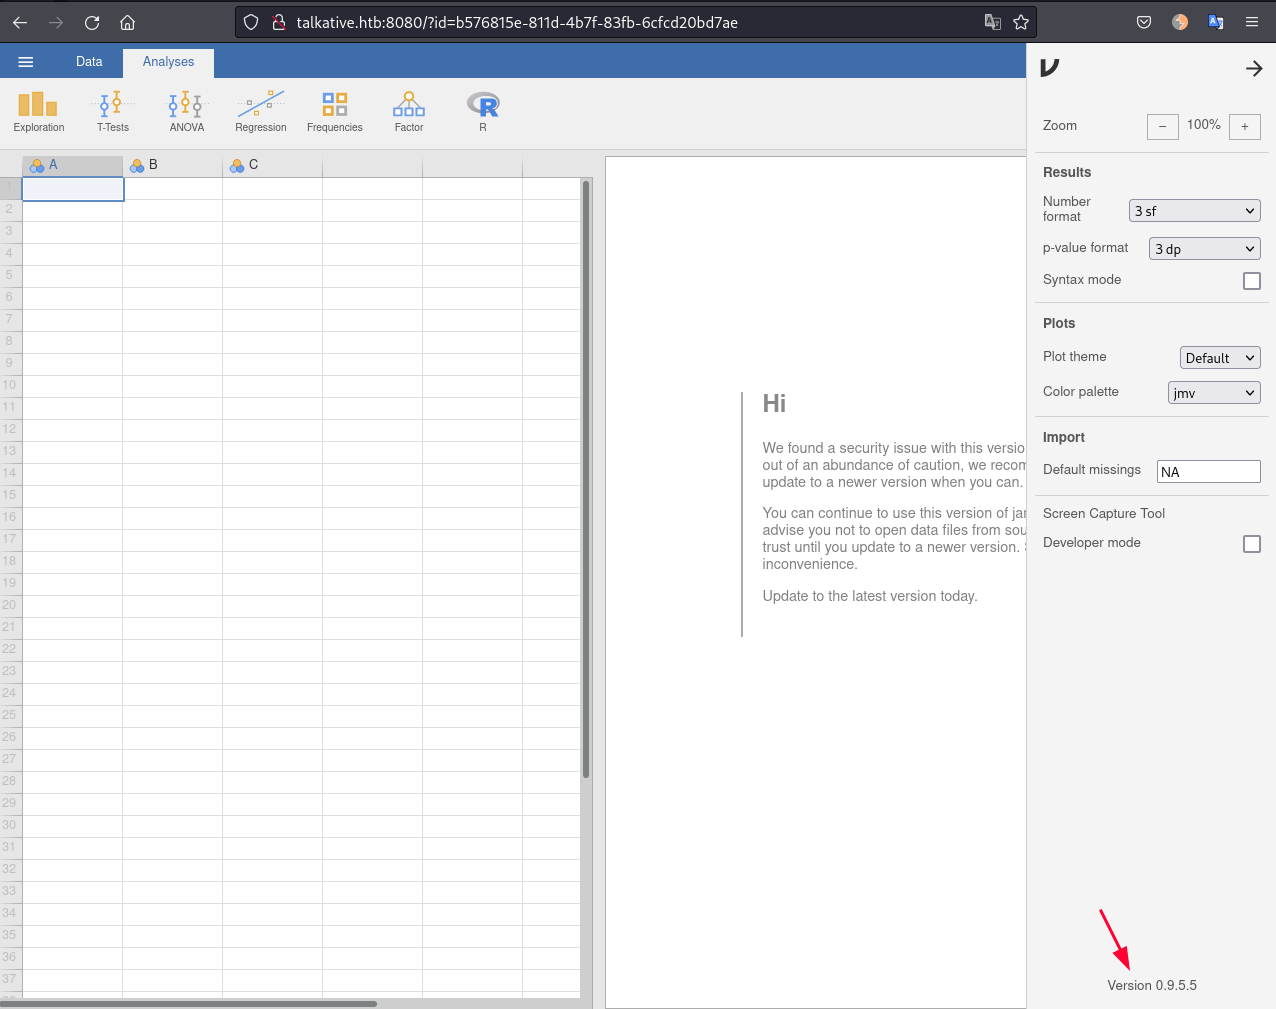 talkative.htb:8080/?id=b576815e-811d-4b7f-83fb-6cfcd20bd7ae
Data
Analyses
Exploration
T-Tests
ANOVA
Regression
Frequencies
Factor
R
A
B
C
1
2
3
4
5
6
7
8
9
10
11
12
13
14
15
16
17
18
19
20
21
22
23
24
25
26
27
28
29
30
31
32
33
34
35
36
37
Hi
We found a security issue with this versio
out of an abundance of caution, we recom
update to a newer version when you can.
You can continue to use this version of jar
advise you not to open data files from sou
trust until you update to a newer version.
inconvenience.
Update to the latest version today.
Zoom
−
100%
+
Results
Number
format
3 sf
p-value format
3 dp
Syntax mode
Plots
Plot theme
Default
Color palette
jmv
Import
Default missings
NA
Screen Capture Tool
Developer mode
Version 0.9.5.5